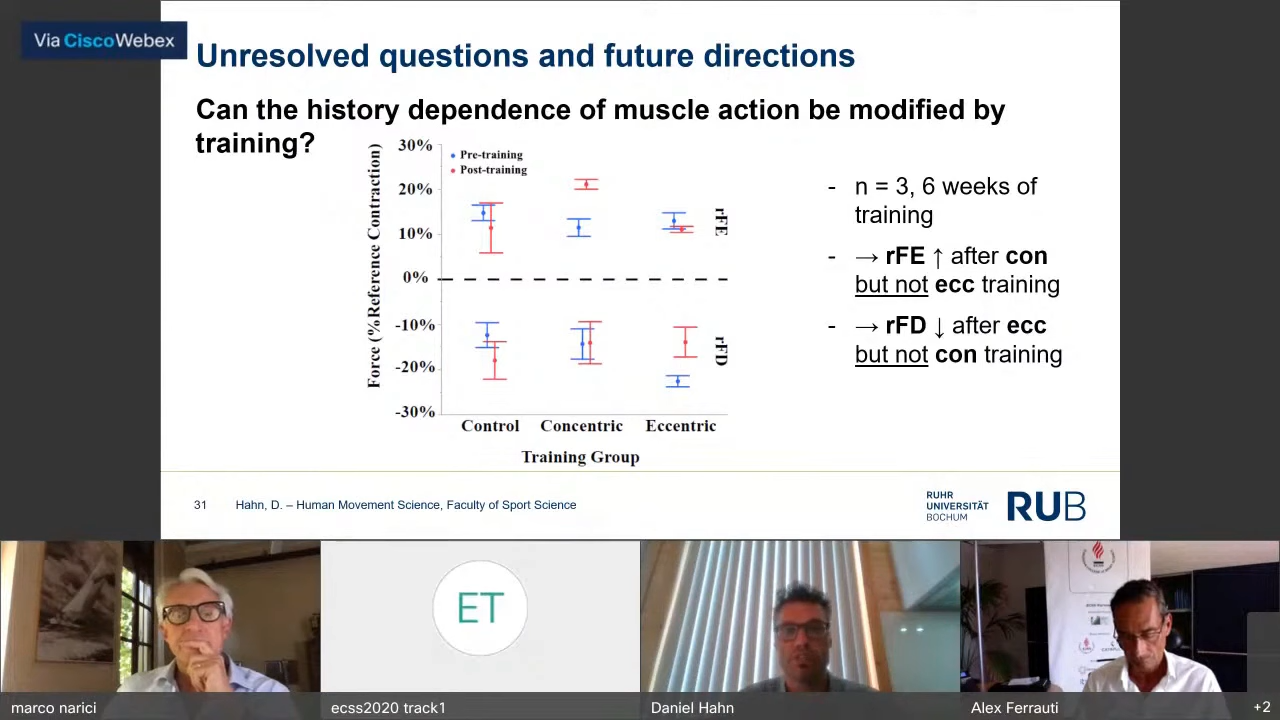 Via CiscoWebex
Unresolved questions and future directions
Can the history dependence of muscle action be modified by
training?
Force (%Reference Contraction)
30%
20%
10%
0%
-10%
-20%
-30%
Pre-training
Post-training
rFE
rFD
Control Concentric Eccentric
Training Group
- n = 3, 6 weeks of
training
- → rFE ↑ after con
but not ecc training
- → rFD ↓ after ecc
but not con training
31 Hahn, D. – Human Movement Science, Faculty of Sport Science
RUHR
UNIVERSITÄT
BOCHUM
RUB
ET
marco narici
ecss2020 track1
Daniel Hahn
Alex Ferrauti
+2